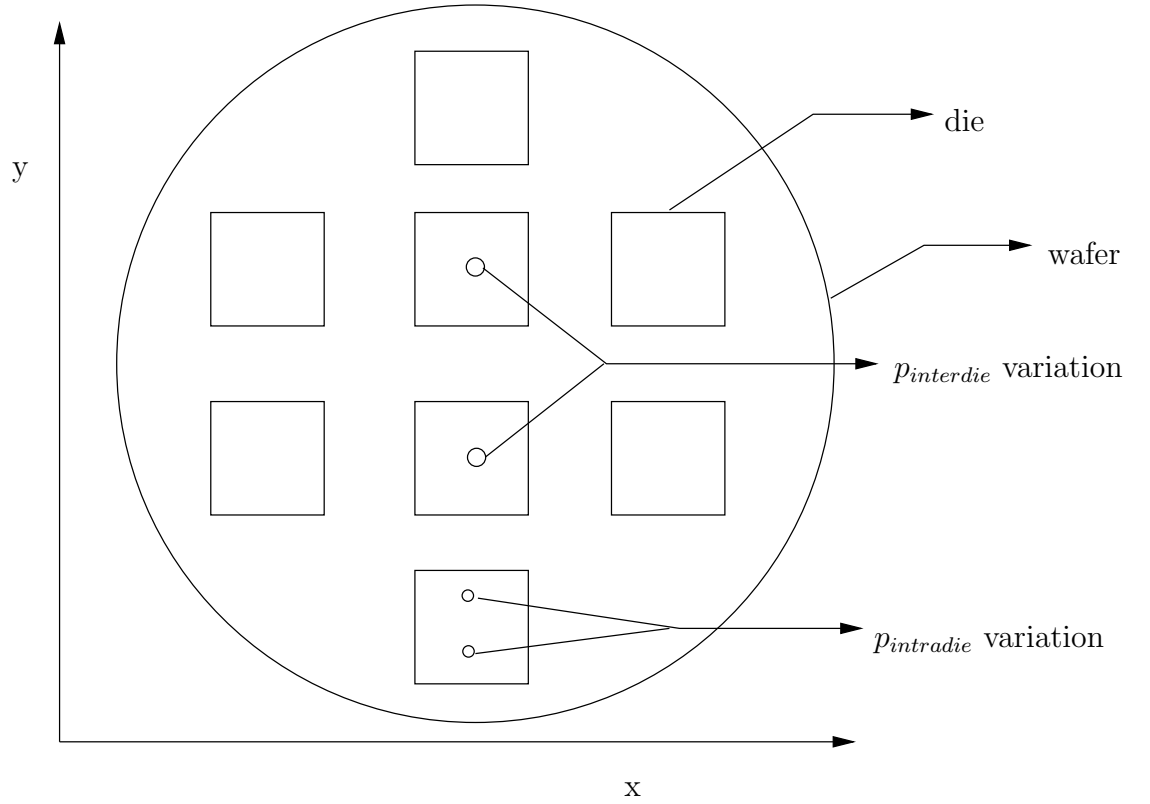 die
y
wafer
p_interdie variation
p_intradie variation
x